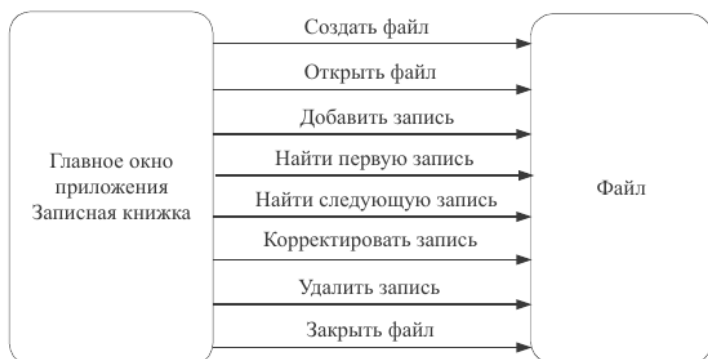 Создать файл
Открыть файл
Добавить запись
Найти первую запись
Найти следующую запись
Корректировать запись
Удалить запись
Закрыть файл
Главное окно
приложения
Записная книжка
Файл